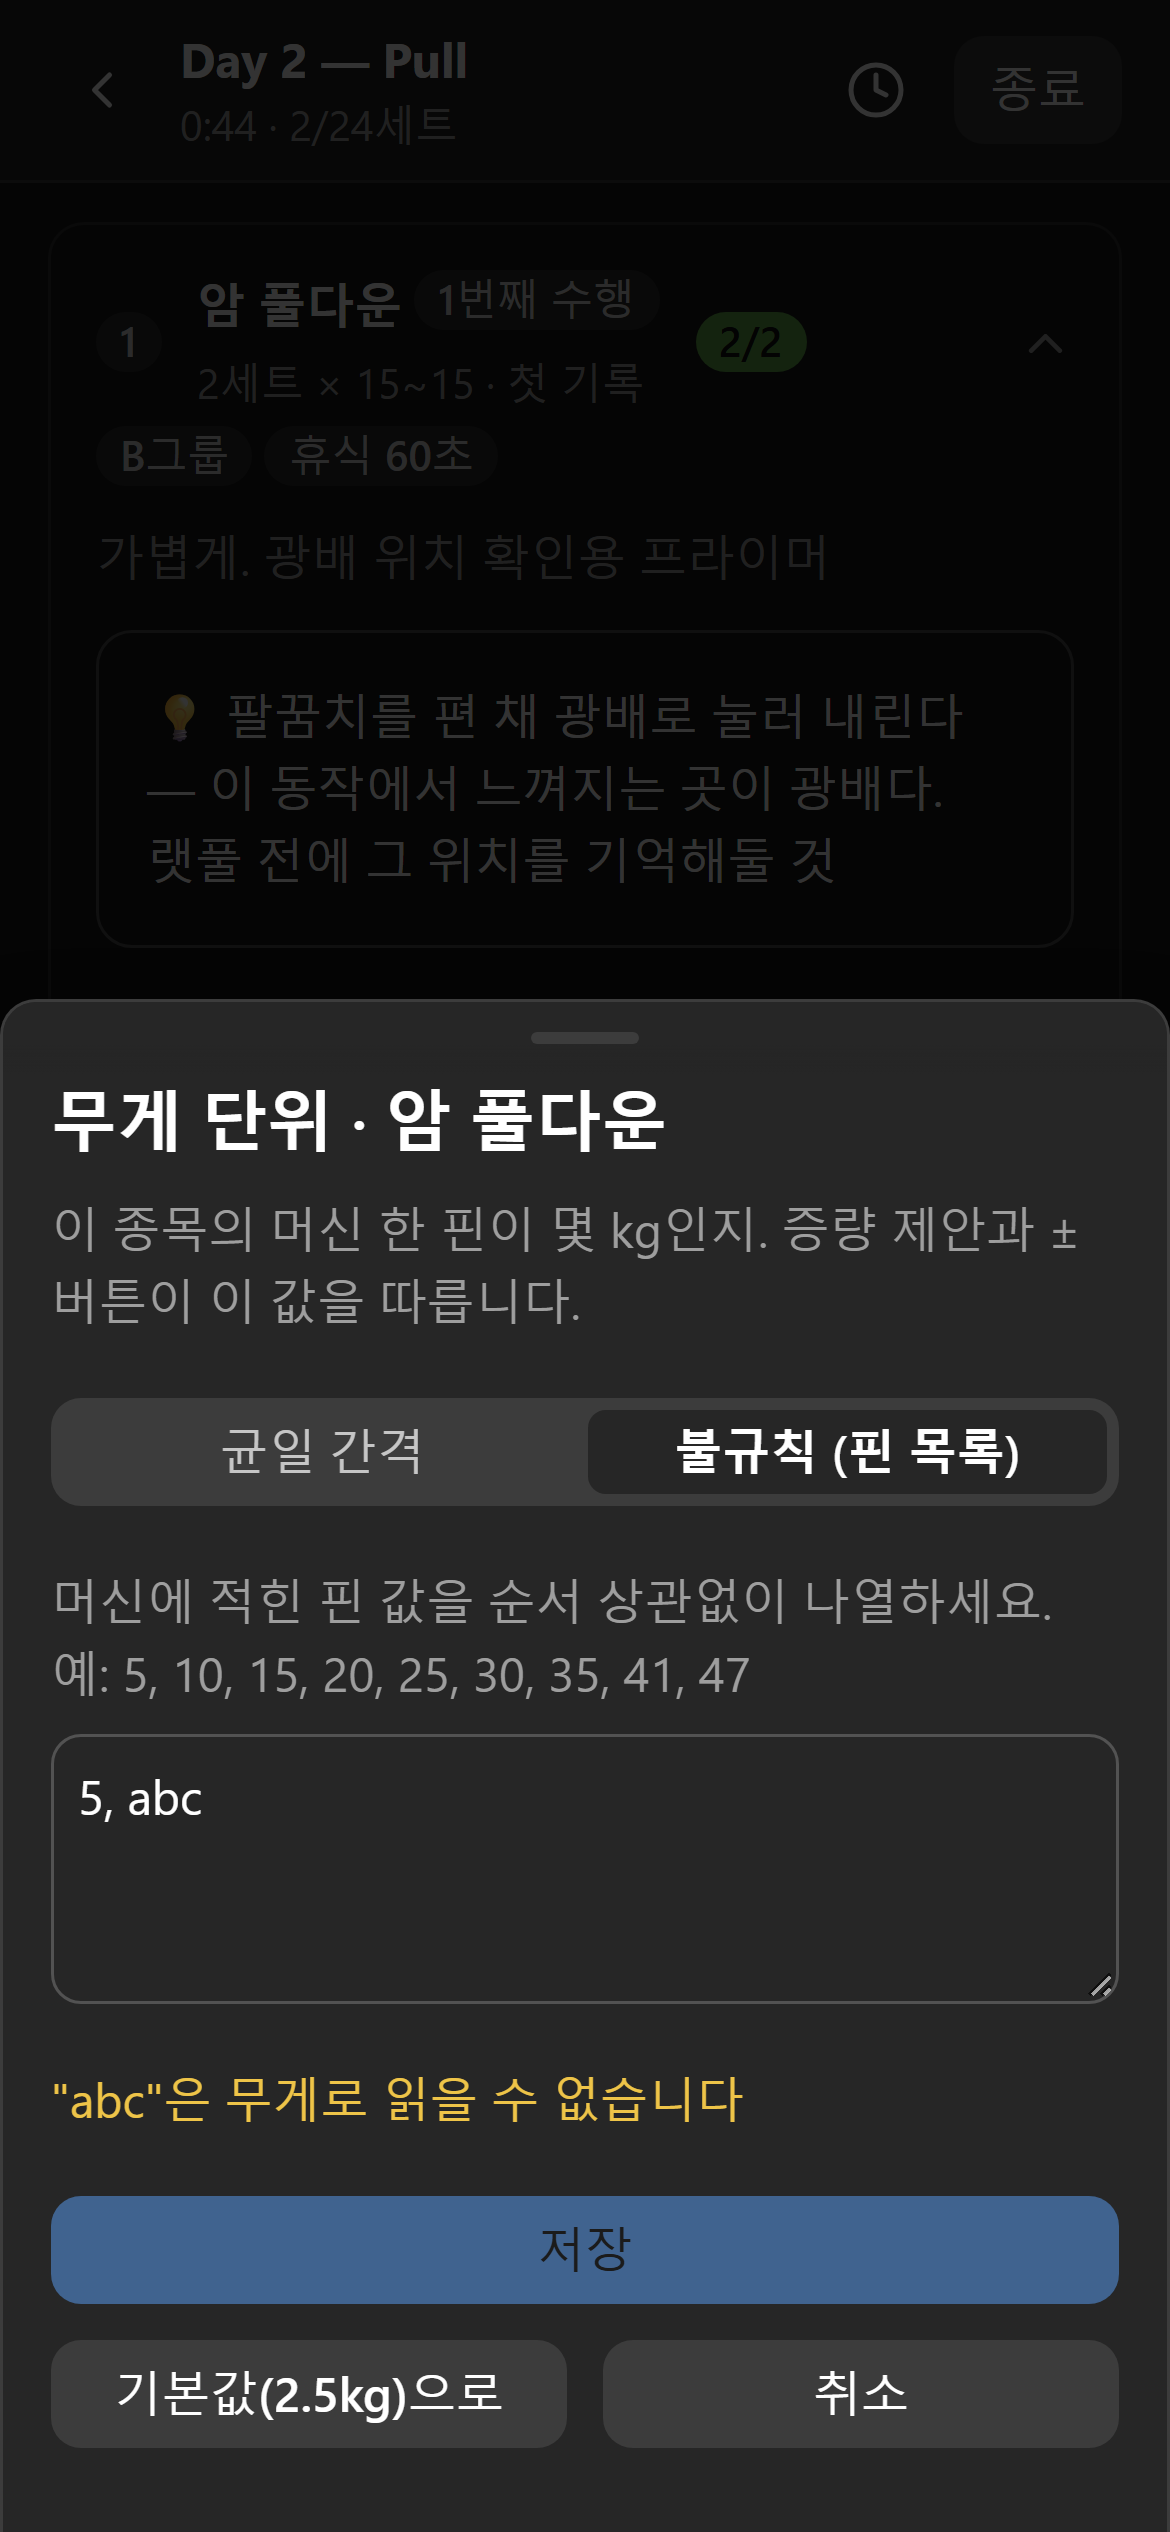 Day 2 — Pull
0:44 · 2/24세트
종료
1
암 풀다운
1번째 수행
2세트 × 15~15 · 첫 기록
2/2
B그룹
휴식 60초
가볍게. 광배 위치 확인용 프라이머
💡 팔꿈치를 편 채 광배로 눌러 내린다
— 이 동작에서 느껴지는 곳이 광배다.
랫풀 전에 그 위치를 기억해둘 것
무게 단위 · 암 풀다운
이 종목의 머신 한 핀이 몇 kg인지. 증량 제안과 ±
버튼이 이 값을 따릅니다.
균일 간격
불규칙 (핀 목록)
머신에 적힌 핀 값을 순서 상관없이 나열하세요.
예: 5, 10, 15, 20, 25, 30, 35, 41, 47
5, abc
"abc"은 무게로 읽을 수 없습니다
저장
기본값(2.5kg)으로
취소